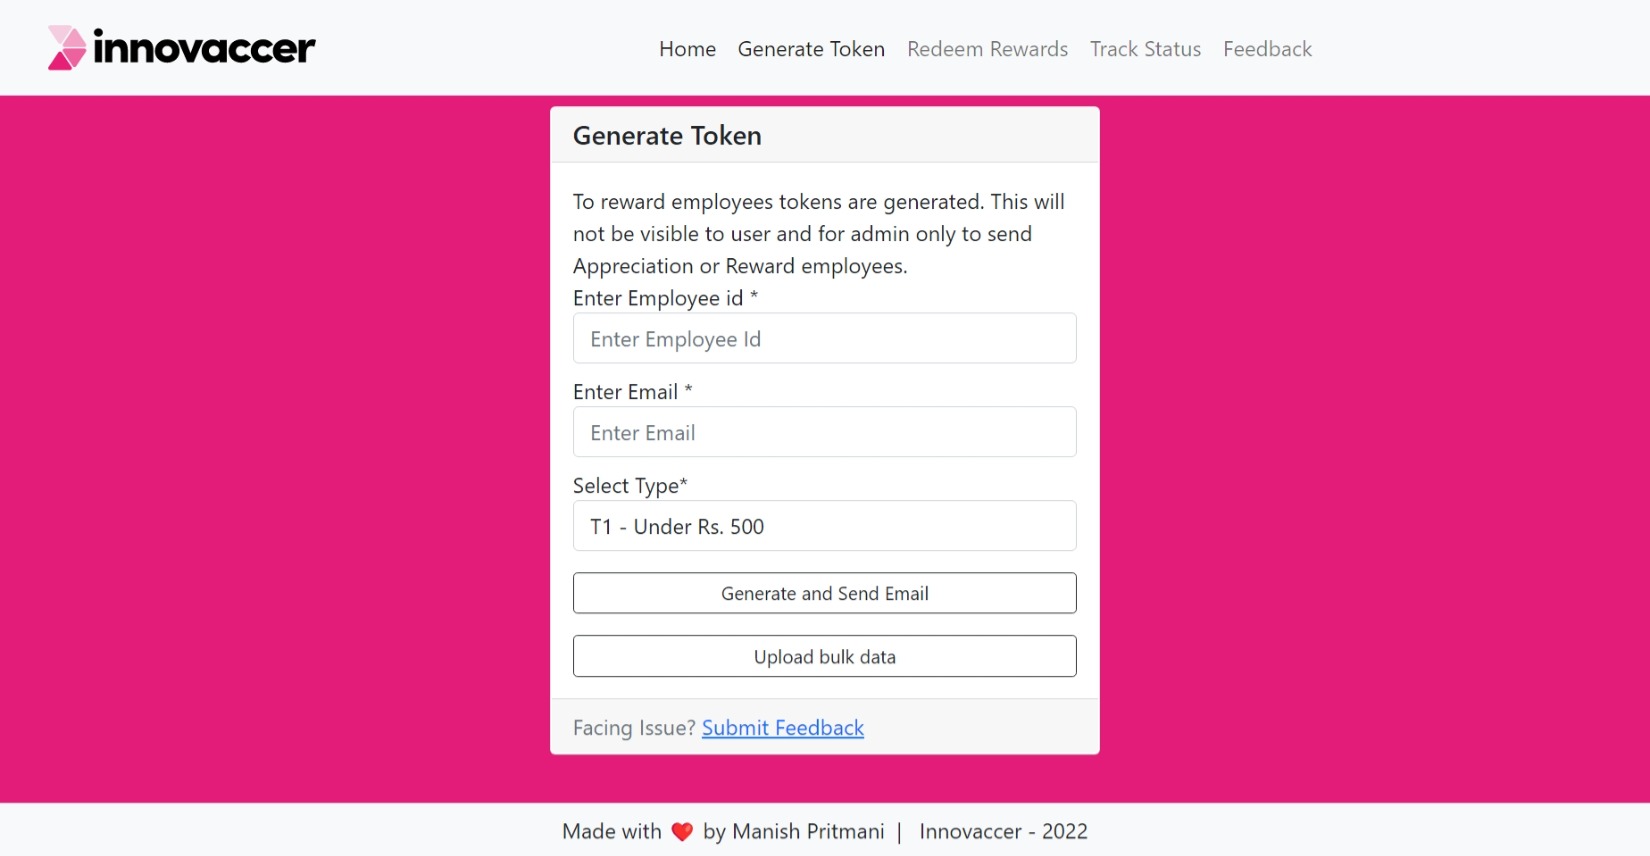 innovaccer
Home Generate Token Redeem Rewards Track Status Feedback
Generate Token
To reward employees tokens are generated. This will
not be visible to user and for admin only to send
Appreciation or Reward employees.
Enter Employee id *
Enter Employee Id
Enter Email *
Enter Email
Select Type*
T1 - Under Rs. 500
Generate and Send Email
Upload bulk data
Facing Issue? Submit Feedback
Made with ❤️ by Manish Pritmani | Innovaccer - 2022